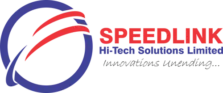 SPEEDLINK
Hi-Tech Solutions Limited
Innovations Unending...